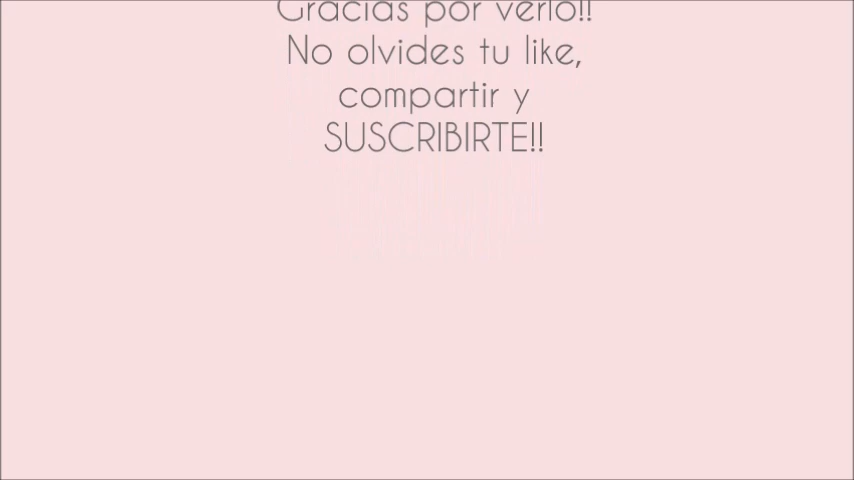 Gracias por verlo!!
No olvides tu like,
compartir y
SUSCRIBIRTE!!